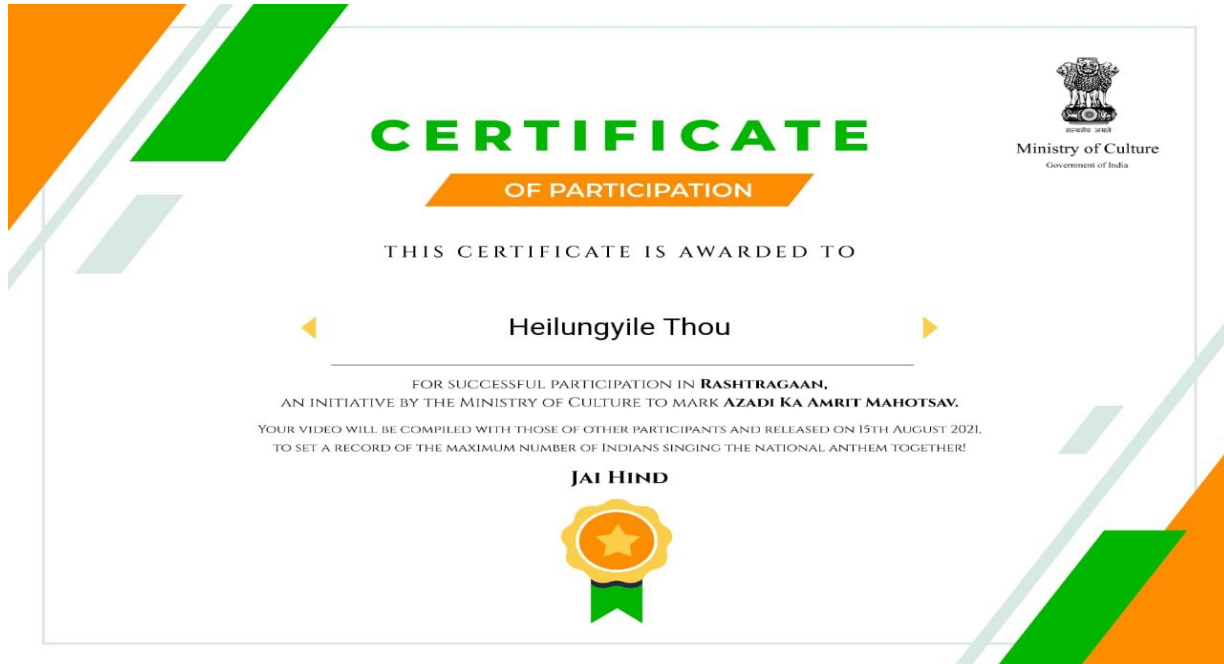 CERTIFICATE
OF PARTICIPATION
सत्यमेव जयते
Ministry of Culture
Government of India
THIS CERTIFICATE IS AWARDED TO
Heilungyile Thou
FOR SUCCESSFUL PARTICIPATION IN RASHTRAGAAN,
AN INITIATIVE BY THE MINISTRY OF CULTURE TO MARK AZADI KA AMRIT MAHOTSAV.
YOUR VIDEO WILL BE COMPILED WITH THOSE OF OTHER PARTICIPANTS AND RELEASED ON 15TH AUGUST 2021,
TO SET A RECORD OF THE MAXIMUM NUMBER OF INDIANS SINGING THE NATIONAL ANTHEM TOGETHER!
JAI HIND